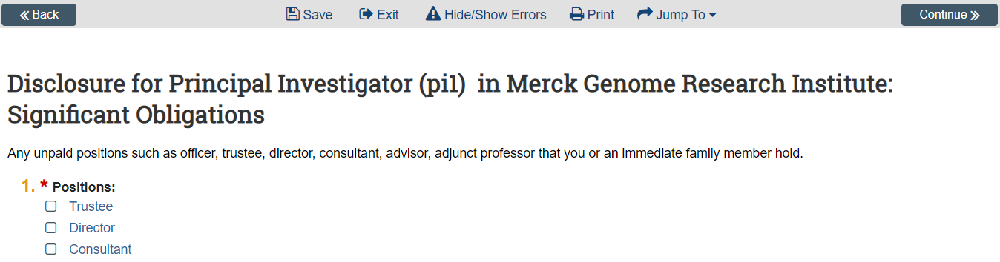 Back Save Exit Hide/Show Errors Print Jump To Continue
Disclosure for Principal Investigator (pi1) in Merck Genome Research Institute:
Significant Obligations
Any unpaid positions such as officer, trustee, director, consultant, advisor, adjunct professor that you or an immediate family member hold.
1. * Positions:
Trustee
Director
Consultant